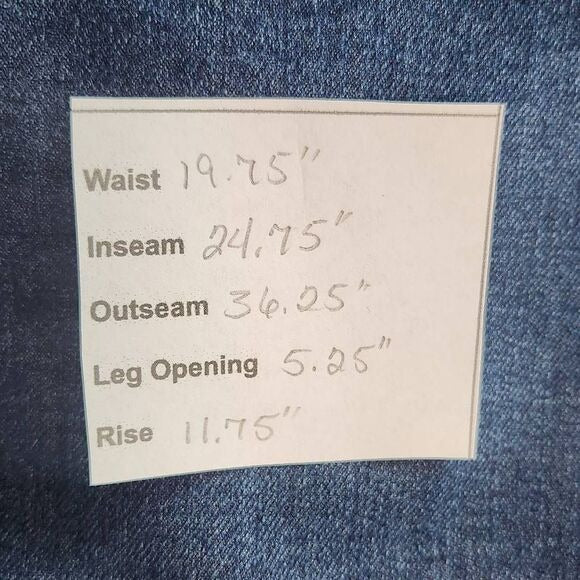 Waist 19.75"
Inseam 24.75"
Outseam 36.25"
Leg Opening 5.25"
Rise 11.75"